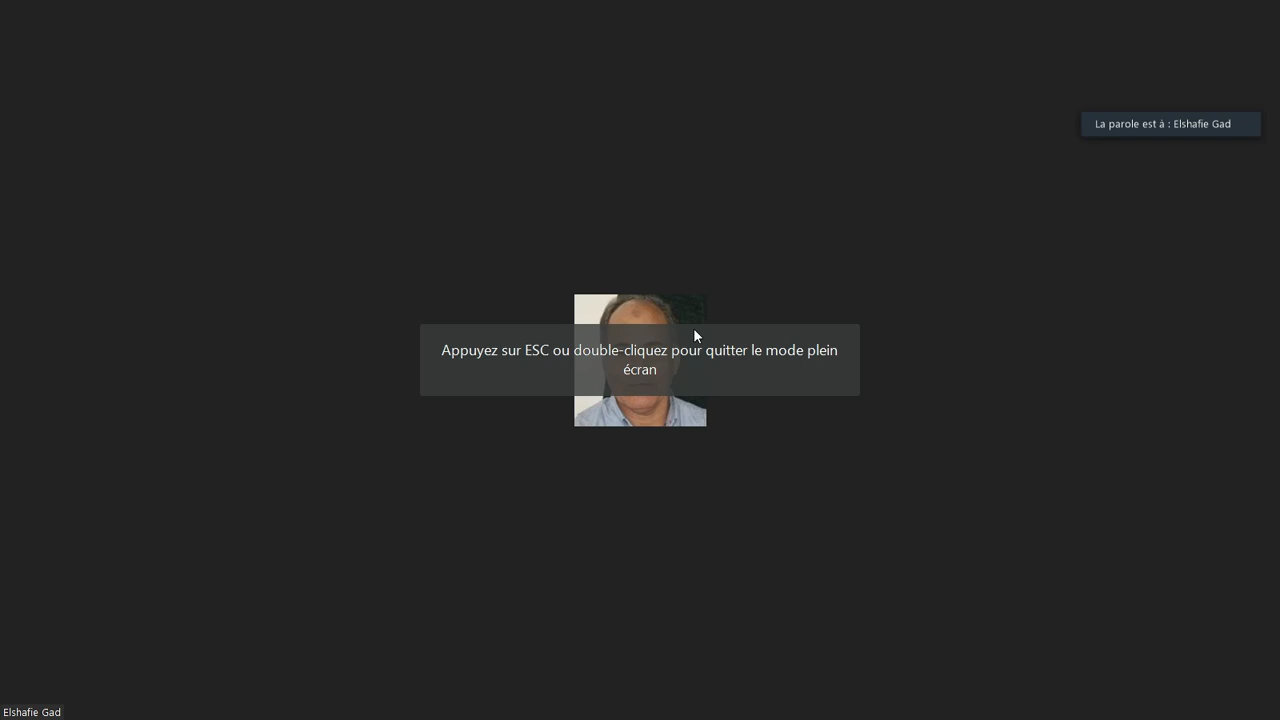 La parole est à : Elshafie Gad
Appuyez sur ESC ou double-cliquez pour quitter le mode plein
écran
Elshafie Gad